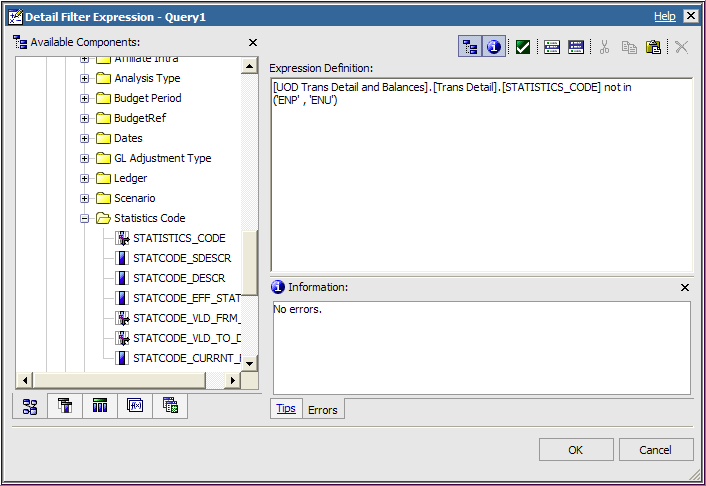 Detail Filter Expression - Query1
Help
Available Components:
Affiliate Intra
Analysis Type
Budget Period
BudgetRef
Dates
GL Adjustment Type
Ledger
Scenario
Statistics Code
STATISTICS_CODE
STATCODE_SDESCR
STATCODE_DESCR
STATCODE_EFF_STAT
STATCODE_VLD_FRM_
STATCODE_VLD_TO_D
STATCODE_CURRNT_
Expression Definition:
[UOD Trans Detail and Balances].[Trans Detail].[STATISTICS_CODE] not in
('ENP' , 'ENU')
Information:
No errors.
Tips
Errors
OK
Cancel